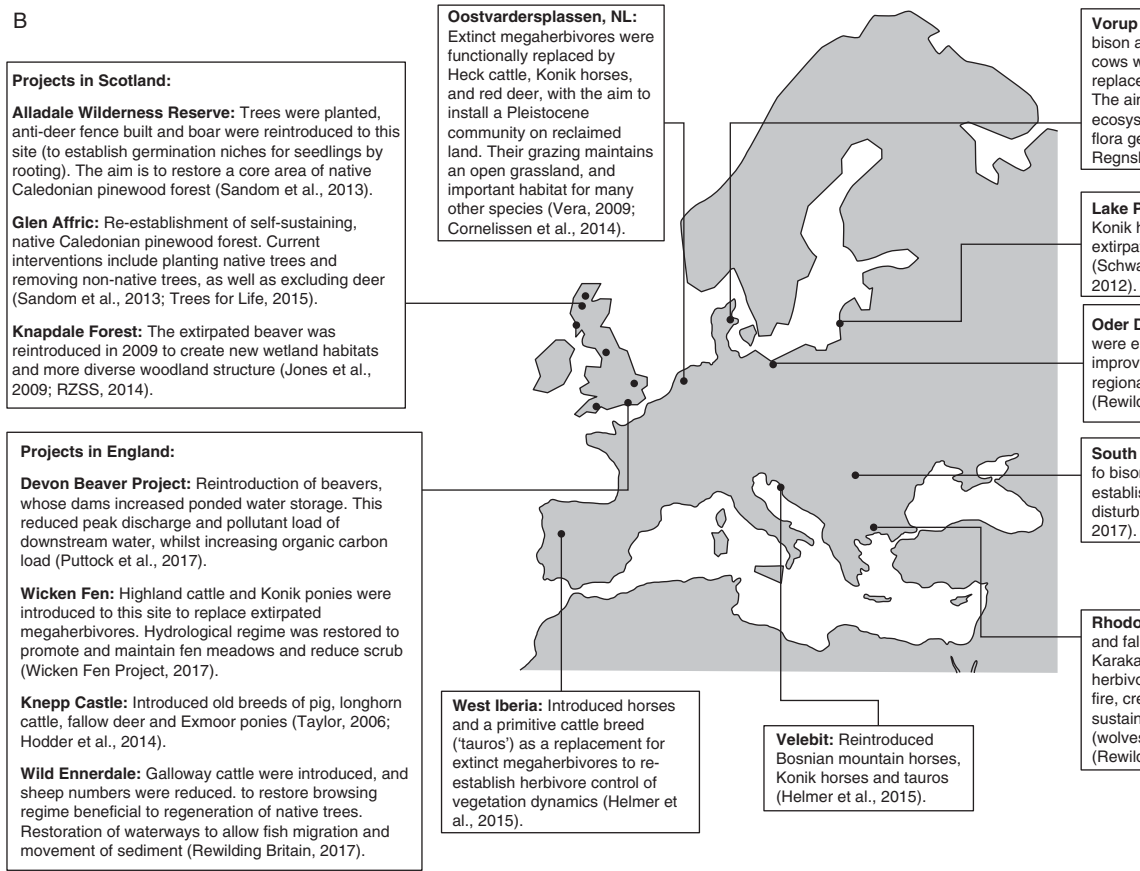 B
Projects in Scotland:
Alladale Wilderness Reserve: Trees were planted,
anti-deer fence built and boar were reintroduced to this
site (to establish germination niches for seedlings by
rooting). The aim is to restore a core area of native
Caledonian pinewood forest (Sandom et al., 2013).
Glen Affric: Re-establishment of self-sustaining,
native Caledonian pinewood forest. Current
interventions include planting native trees and
removing non-native trees, as well as excluding deer
(Sandom et al., 2013; Trees for Life, 2015).
Knapdale Forest: The extirpated beaver was
reintroduced in 2009 to create new wetland habitats
and more diverse woodland structure (Jones et al.,
2009; RZSS, 2014).
Projects in England:
Devon Beaver Project: Reintroduction of beavers,
whose dams increased ponded water storage. This
reduced peak discharge and pollutant load of
downstream water, whilst increasing organic carbon
load (Puttock et al., 2017).
Wicken Fen: Highland cattle and Konik ponies were
introduced to this site to replace extirpated
megaherbivores. Hydrological regime was restored to
promote and maintain fen meadows and reduce scrub
(Wicken Fen Project, 2017).
Knepp Castle: Introduced old breeds of pig, longhorn
cattle, fallow deer and Exmoor ponies (Taylor, 2006;
Hodder et al., 2014).
Wild Ennerdale: Galloway cattle were introduced, and
sheep numbers were reduced. to restore browsing
regime beneficial to regeneration of native trees.
Restoration of waterways to allow fish migration and
movement of sediment (Rewilding Britain, 2017).
Oostvardersplassen, NL:
Extinct megaherbivores were
functionally replaced by
Heck cattle, Konik horses,
and red deer, with the aim to
install a Pleistocene
community on reclaimed
land. Their grazing maintains
an open grassland, and
important habitat for many
other species (Vera, 2009;
Cornelissen et al., 2014).
West Iberia: Introduced horses
and a primitive cattle breed
('tauros') as a replacement for
extinct megaherbivores to re-
establish herbivore control of
vegetation dynamics (Helmer et
al., 2015).
Velebit: Reintroduced
Bosnian mountain horses,
Konik horses and tauros
(Helmer et al., 2015).
Vorup
bison a
cows w
replace
The aim
ecosys
flora ge
Regnsl
Lake P
Konik h
extirpa
(Schwa
2012).
Oder D
were e
improv
regiona
(Rewild
South
fo bison
establis
disturb
2017).
Rhodo
and fal
Karaka
herbivo
fire, cre
sustain
(wolves
(Rewild